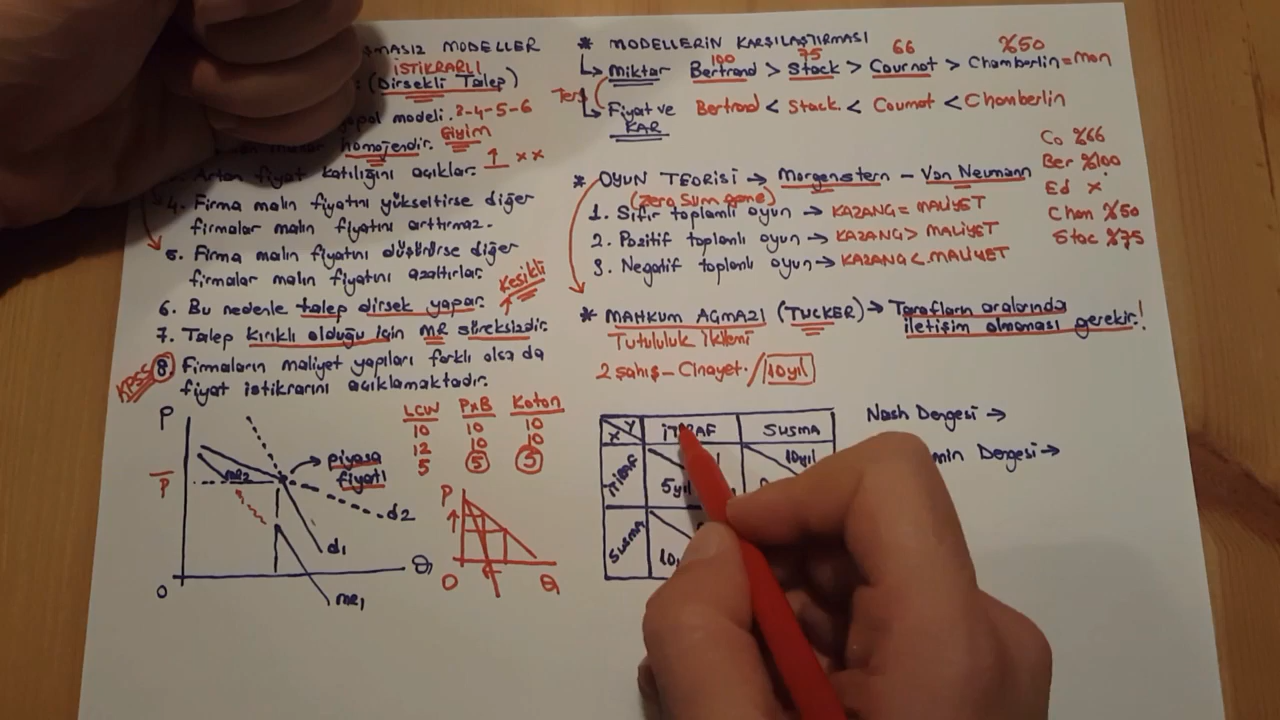 MODELLER
İSTİKRARLI
(Dirsekli Talep)
modeli. 2-4-5-6
Giyim
mallar homojendir.
3. Artan fiyat katılığını açıklar. ↑ x x
4. Firma malın fiyatını yükseltirse diğer
firmalar malın fiyatını arttırmaz.
5. Firma malın fiyatını düşürürse diğer
firmalar malın fiyatını azaltırlar.
Kesikli
6. Bu nedenle talep dirsek yapar.
7. Talep kırıklı olduğu için MR süreksizdir.
KPSS 8. Firmaların maliyet yapıları farklı olsa da
fiyat istikrarını açıklamaktadır.
LCW PxB Koton
10 10 10
12 10 10
5 5 5
P
P
MR2
piyasa
fiyatı
d2
d1
MR1
0
Q
P
0 Q
* MODELLERİN KARŞILAŞTIRMASI
100 75 66 %50
Miktar Bertrand > Stack > Cournot > Chamberlin = mon
Ters
Fiyat ve Bertrand < Stack. < Cournot < Chamberlin
KAR
Co %66
Ber %100
Ed x
Cham %50
Stac %75
* OYUN TEORİSİ → Morgenstern - Von Neumann
(zero sum game)
1. Sıfır toplamlı oyun → KAZANÇ = MALİYET
2. Pozitif toplamlı oyun → KAZANÇ > MALİYET
3. Negatif toplamlı oyun → KAZANÇ < MALİYET
* MAHKUM AÇMAZI (TUCKER) → Tarafların aralarında
iletişim olmaması gerekir!
Tutukluluk İkilemi
2 şahıs - Cinayet / 10 yıl
X Y İTİRAF SUSMA
İTİRAF 5 yıl 10 yıl
SUSMA
Nash Dengesi →
Dengesi →